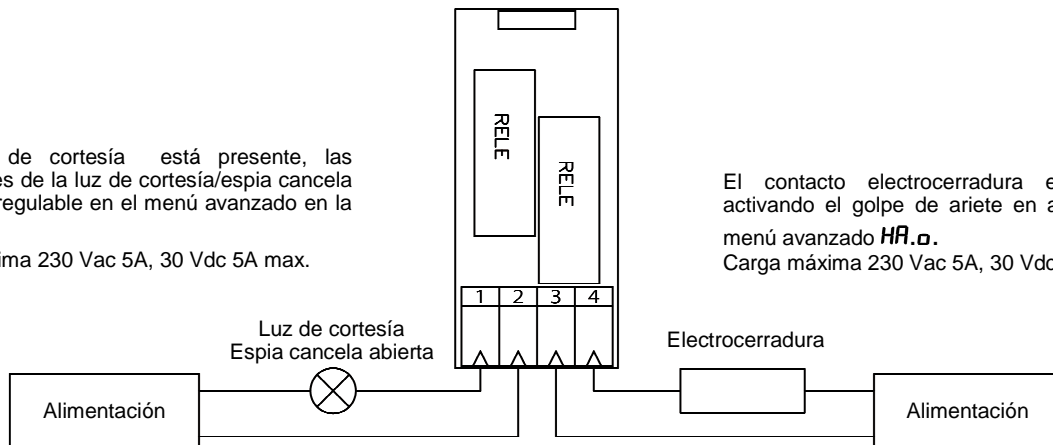 RELE
RELE
de cortesía está presente, las
de la luz de cortesía/espia cancela
regulable en el menú avanzado en la
230 Vac 5A, 30 Vdc 5A max.
El contacto electrocerradura
activando el golpe de ariete en
menú avanzado HA.o.
Carga máxima 230 Vac 5A, 30 Vdc
1 2 3 4
Luz de cortesía
Espia cancela abierta
Electrocerradura
Alimentación
Alimentación